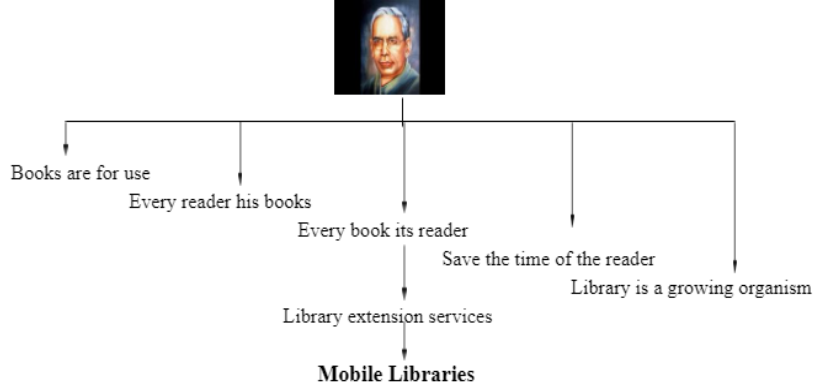 Books are for use
Every reader his books
Every book its reader
Save the time of the reader
Library is a growing organism
Library extension services
Mobile Libraries